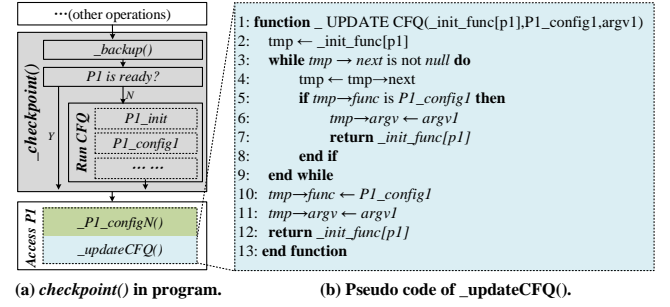 ···(other operations)
_checkpoint()
_backup()
P1 is ready?
Y
N
Run CFQ
P1_init
P1_config1
··· ···
Access P1
_P1_configN()
_updateCFQ()
(a) checkpoint() in program.
1: function _ UPDATE CFQ(_init_func[p1],P1_config1,argv1)
2: tmp ← _init_func[p1]
3: while tmp → next is not null do
4: tmp ← tmp→next
5: if tmp→func is P1_config1 then
6: tmp→argv ← argv1
7: return _init_func[p1]
8: end if
9: end while
10: tmp→func ← P1_config1
11: tmp→argv ← argv1
12: return _init_func[p1]
13: end function
(b) Pseudo code of _updateCFQ().